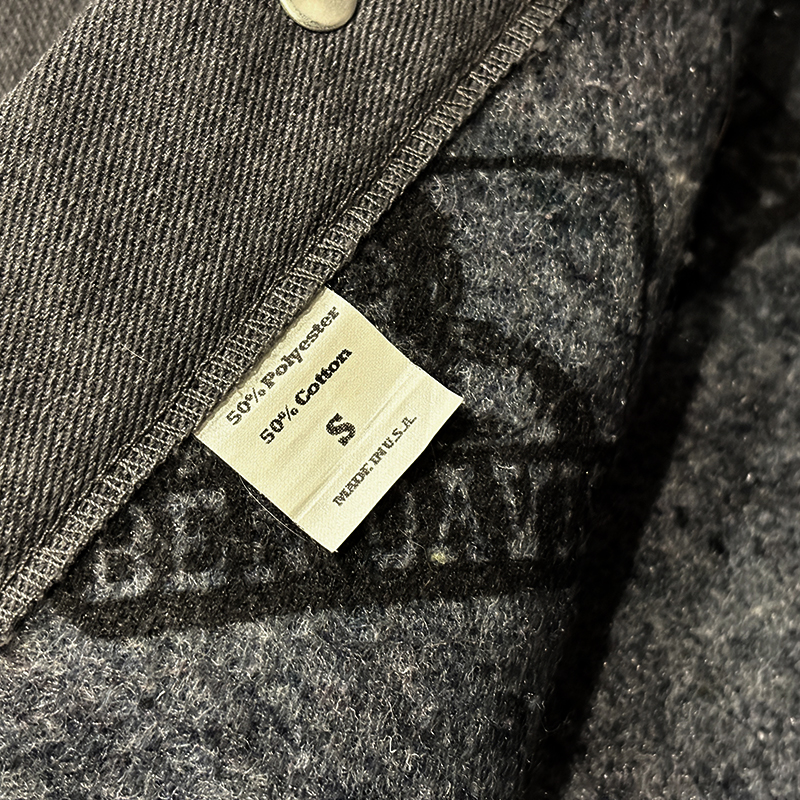 50% Polyester
50% Cotton
S
MADE IN U.S.A.